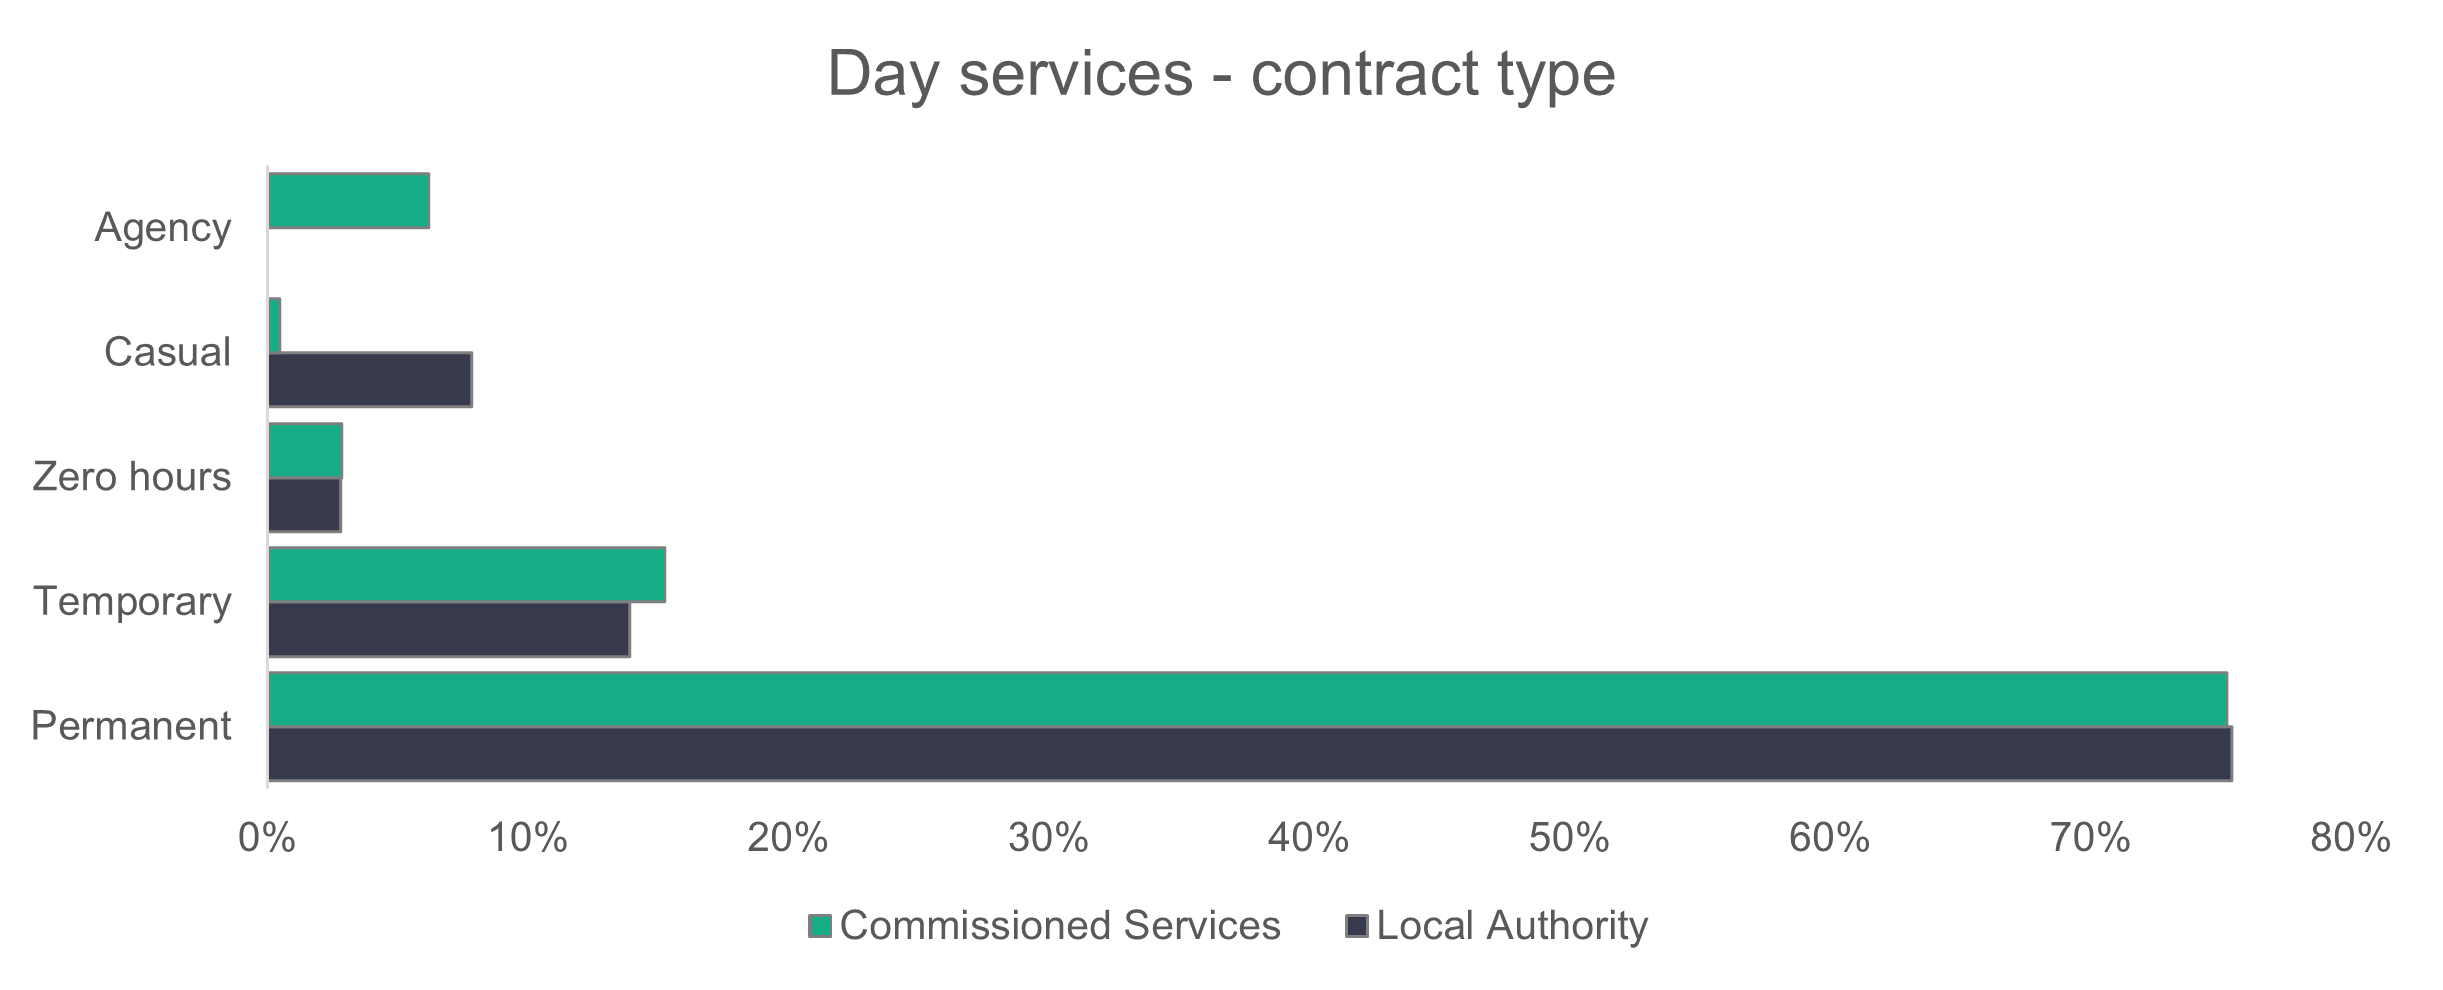 Day services - contract type
Agency
Casual
Zero hours
Temporary
Permanent
0% 10% 20% 30% 40% 50% 60% 70% 80%
Commissioned Services Local Authority